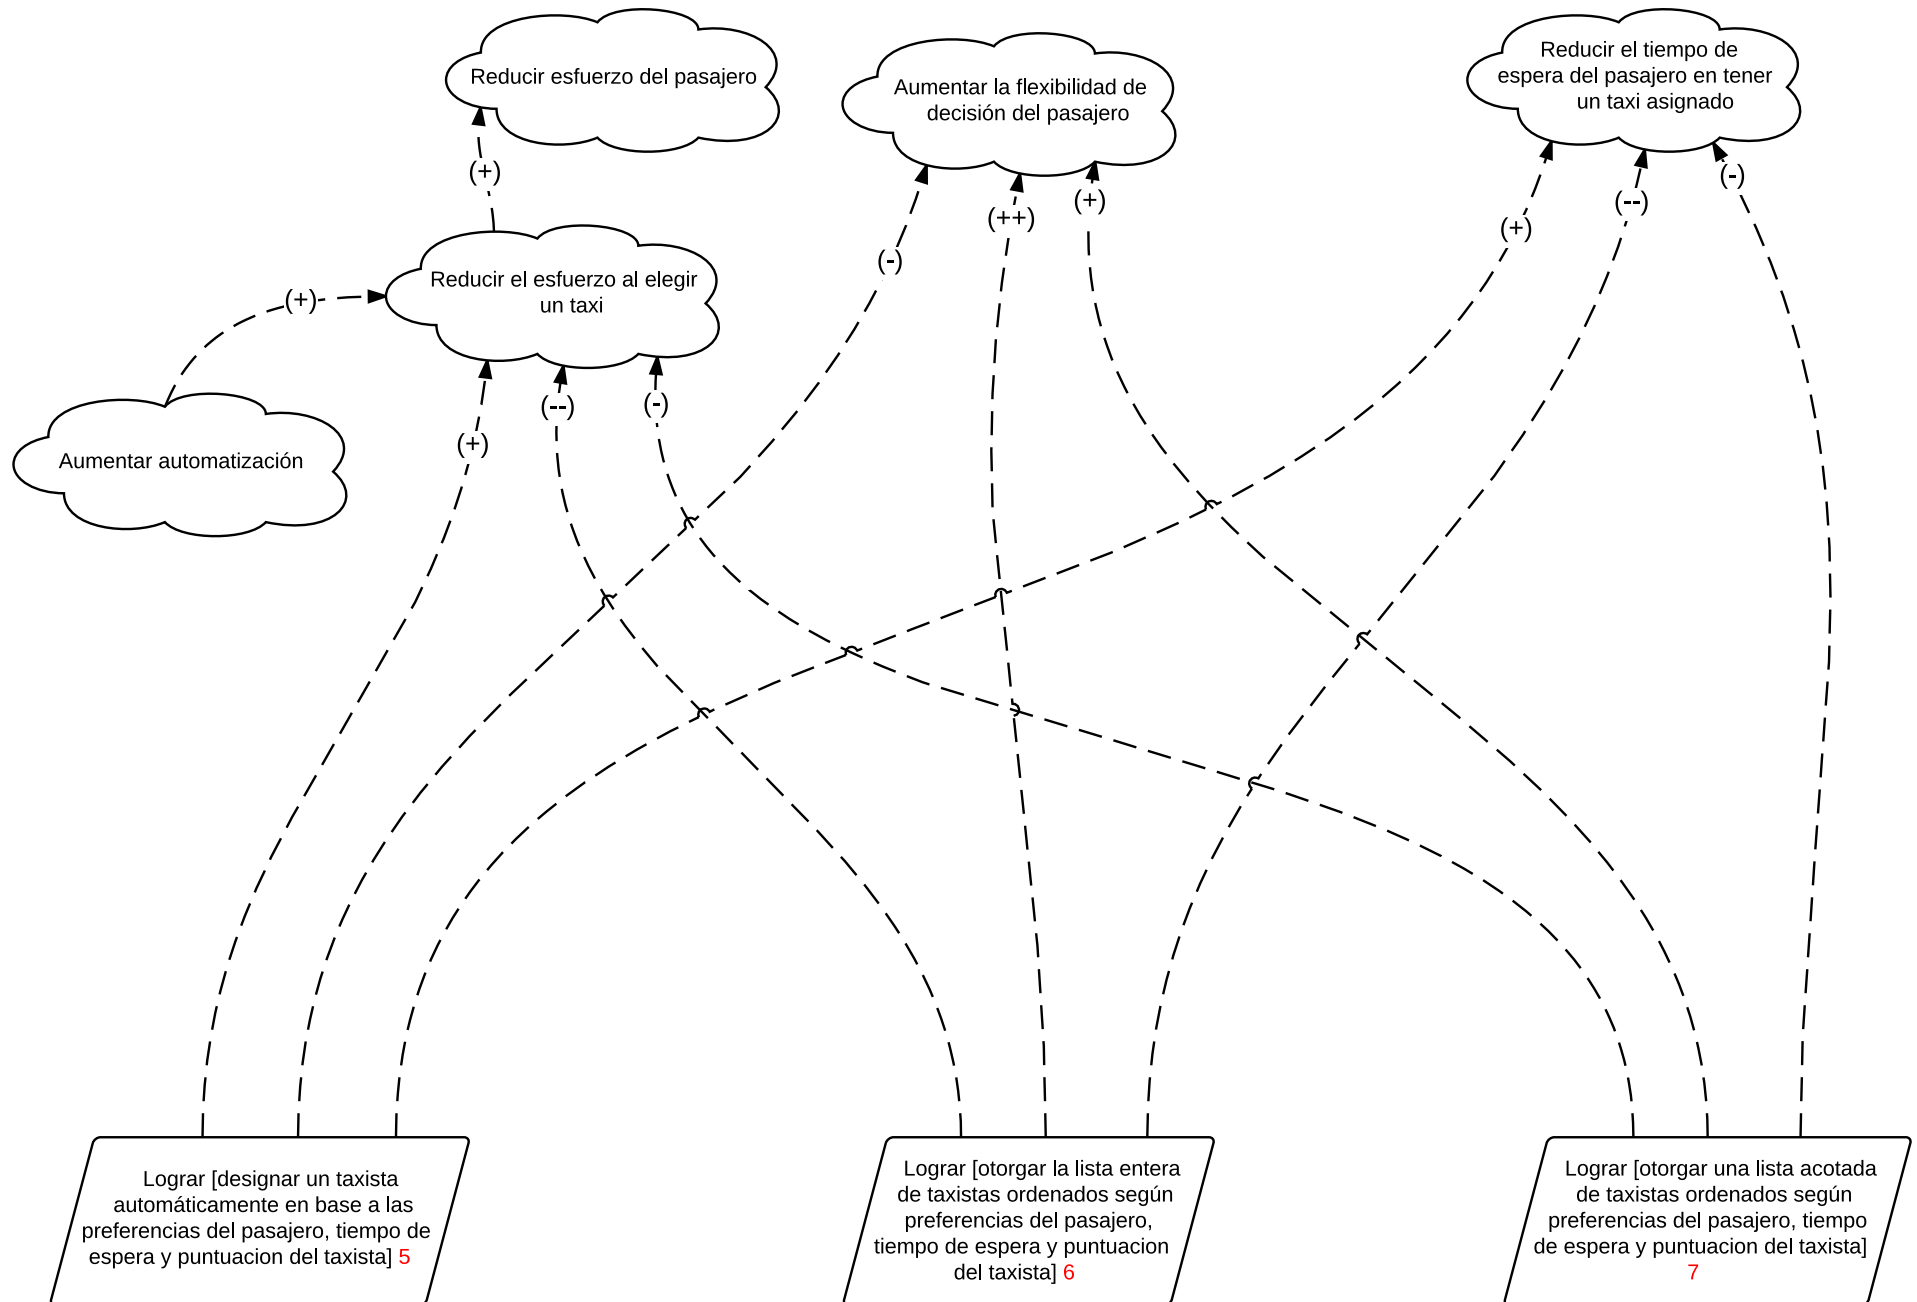 Reducir esfuerzo del pasajero
Aumentar la flexibilidad de
decisión del pasajero
Reducir el tiempo de
espera del pasajero en tener
un taxi asignado
(+)
(-)
(+)
(++)
(--)
(+)
(-)
Reducir el esfuerzo al elegir
un taxi
(+)
(--)
(-)
(+)
Aumentar automatización
Lograr [designar un taxista
automáticamente en base a las
preferencias del pasajero, tiempo de
espera y puntuacion del taxista] 5
Lograr [otorgar la lista entera
de taxistas ordenados según
preferencias del pasajero,
tiempo de espera y puntuacion
del taxista] 6
Lograr [otorgar una lista acotada
de taxistas ordenados según
preferencias del pasajero, tiempo
de espera y puntuacion del taxista]
7